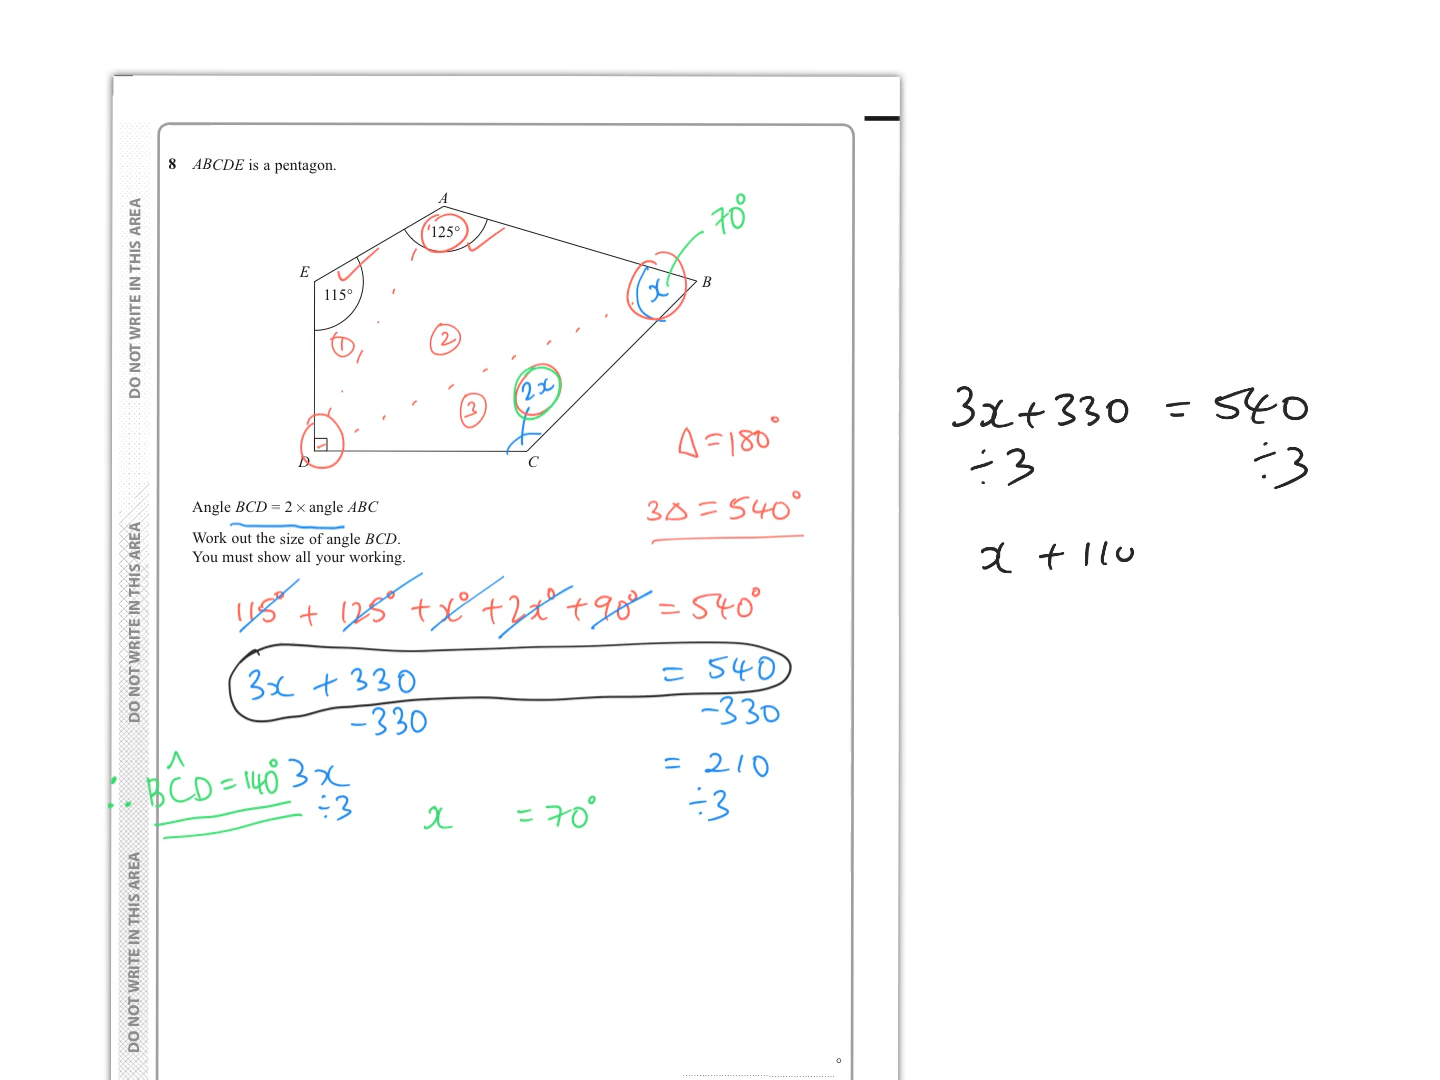 8 ABCDE is a pentagon.
A
125°
70°
E
115°
x
B
1
2
3
2x
D
C
Δ = 180°
3Δ = 540°
Angle BCD = 2 × angle ABC
Work out the size of angle BCD.
You must show all your working.
115° + 125° + x° + 2x° + 90° = 540°
3x + 330 = 540
-330 -330
3x = 210
÷3 ÷3
x = 70°
∴ BĈD = 140°
°
3x + 330 = 540
÷3 ÷3
x + 110
DO NOT WRITE IN THIS AREA
DO NOT WRITE IN THIS AREA
DO NOT WRITE IN THIS AREA